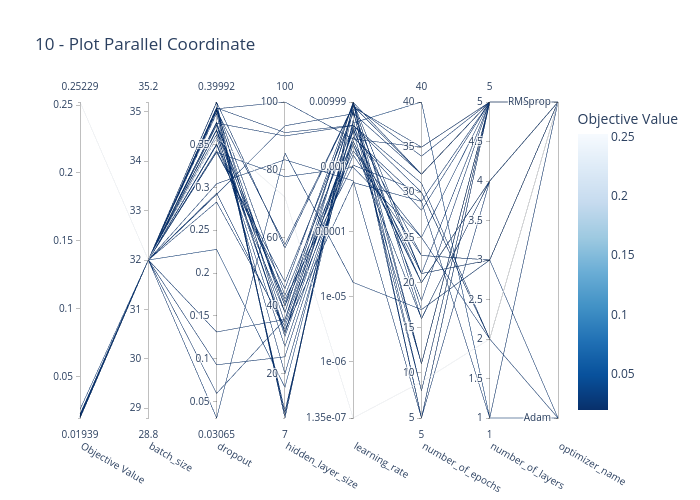 10 - Plot Parallel Coordinate
0.25229 35.2 0.39992 100 0.00999 40 5
0.25 0.2 0.15 0.1 0.05
35 34 33 32 31 30 29
0.35 0.3 0.25 0.2 0.15 0.1 0.05
100 80 60 40 20
0.001 0.0001 1e-05 1e-06 1.35e-07
40 35 30 25 20 15 10 5
5 4.5 4 3.5 3 2.5 2 1.5 1
RMSprop
Adam
0.01939 28.8 0.03065 7 5 1
Objective Value
batch_size
dropout
hidden_layer_size
learning_rate
number_of_epochs
number_of_layers
optimizer_name
Objective Value
0.25
0.2
0.15
0.1
0.05